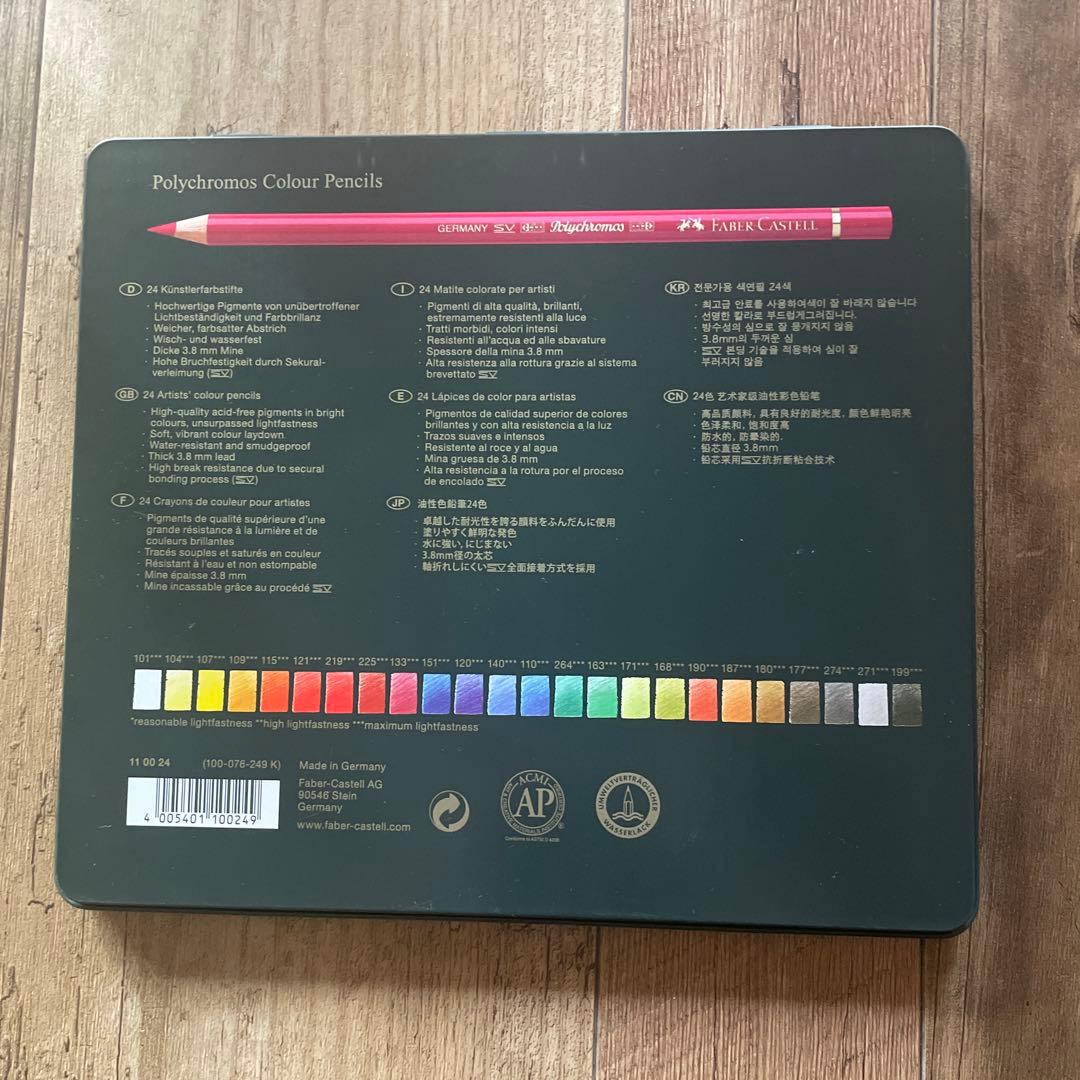 Polychromos Colour Pencils
GERMANY SV Polychromos FABER-CASTELL
D 24 Künstlerfarbstifte
· Hochwertige Pigmente von unübertroffener
Lichtbeständigkeit und Farbbrillanz
· Weicher, farbsatter Abstrich
· Wisch- und wasserfest
· Dicke 3.8 mm Mine
· Hohe Bruchfestigkeit durch Sekural-
verleimung (SV)
GB 24 Artists' colour pencils
· High-quality acid-free pigments in bright
colours, unsurpassed lightfastness
· Soft, vibrant colour laydown
· Water-resistant and smudgeproof
· Thick 3.8 mm lead
· High break resistance due to secural
bonding process (SV)
F 24 Crayons de couleur pour artistes
· Pigments de qualité supérieure d'une
grande résistance à la lumière et de
couleurs brillantes
· Tracés souples et saturés en couleur
· Résistant à l'eau et non estompable
· Mine épaisse 3.8 mm
· Mine incassable grâce au procédé SV
I 24 Matite colorate per artisti
· Pigmenti di alta qualità, brillanti,
estremamente resistenti alla luce
· Tratti morbidi, colori intensi
· Resistenti all'acqua ed alle sbavature
· Spessore della mina 3.8 mm
· Alta resistenza alla rottura grazie al sistema
brevettato SV
E 24 Lápices de color para artistas
· Pigmentos de calidad superior de colores
brillantes y con alta resistencia a la luz
· Trazos suaves e intensos
· Resistente al roce y al agua
· Mina gruesa de 3.8 mm
· Alta resistencia a la rotura por el proceso
de encolado SV
JP 油性色鉛筆24色
· 卓越した耐光性を誇る顔料をふんだんに使用
· 塗りやすく鮮明な発色
· 水に強い, にじまない
· 3.8mm径の太芯
· 軸折れしにくいSV全面接着方式を採用
KR 전문가용 색연필 24색
· 최고급 안료를 사용하여색이 잘 바래지 않습니다
· 선명한 칼라로 부드럽게그러집니다.
· 방수성의 심으로 잘 뭉개지지 않음
· 3.8mm의 두꺼운 심
· SV 본딩 기술을 적용하여 심이 잘
부러지지 않음
CN 24色 艺术家级油性彩色铅笔
· 高品质颜料, 具有良好的耐光度, 颜色鲜艳明亮
· 色泽柔和, 饱和度高
· 防水的, 防晕染的.
· 铅芯直径 3.8mm
· 铅芯采用SV抗折断粘合技术
101*** 104*** 107*** 109*** 115*** 121*** 219*** 225*** 133*** 151*** 120*** 140*** 110*** 264*** 163*** 171*** 168*** 190*** 187*** 180*** 177*** 274*** 271*** 199***
*reasonable lightfastness **high lightfastness ***maximum lightfastness
11 00 24 (100-076-249 K)
4 005401 100249
Made in Germany
Faber-Castell AG
90546 Stein
Germany
www.faber-castell.com
ACMI
AP
UMWELTVERTRÄGLICHER
WASSERLACK